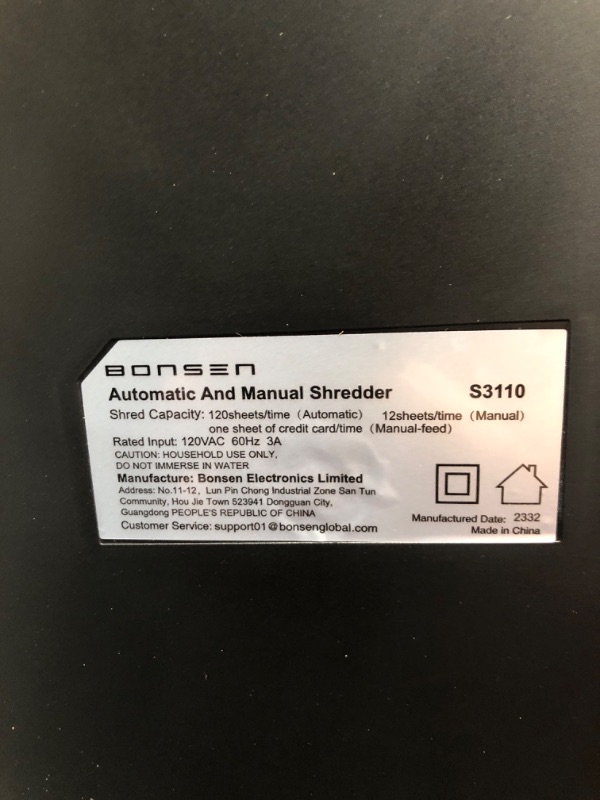 BONSEN
Automatic And Manual Shredder S3110
Shred Capacity: 120sheets/time (Automatic) 12sheets/time (Manual)
one sheet of credit card/time (Manual-feed)
Rated Input: 120VAC 60Hz 3A
CAUTION: HOUSEHOLD USE ONLY,
DO NOT IMMERSE IN WATER
Manufacture: Bonsen Electronics Limited
Address: No.11-12, Lun Pin Chong Industrial Zone San Tun
Community, Hou Jie Town 523941 Dongguan City,
Guangdong PEOPLE'S REPUBLIC OF CHINA
Customer Service: support01@bonsenglobal.com
Manufactured Date: 2332
Made in China